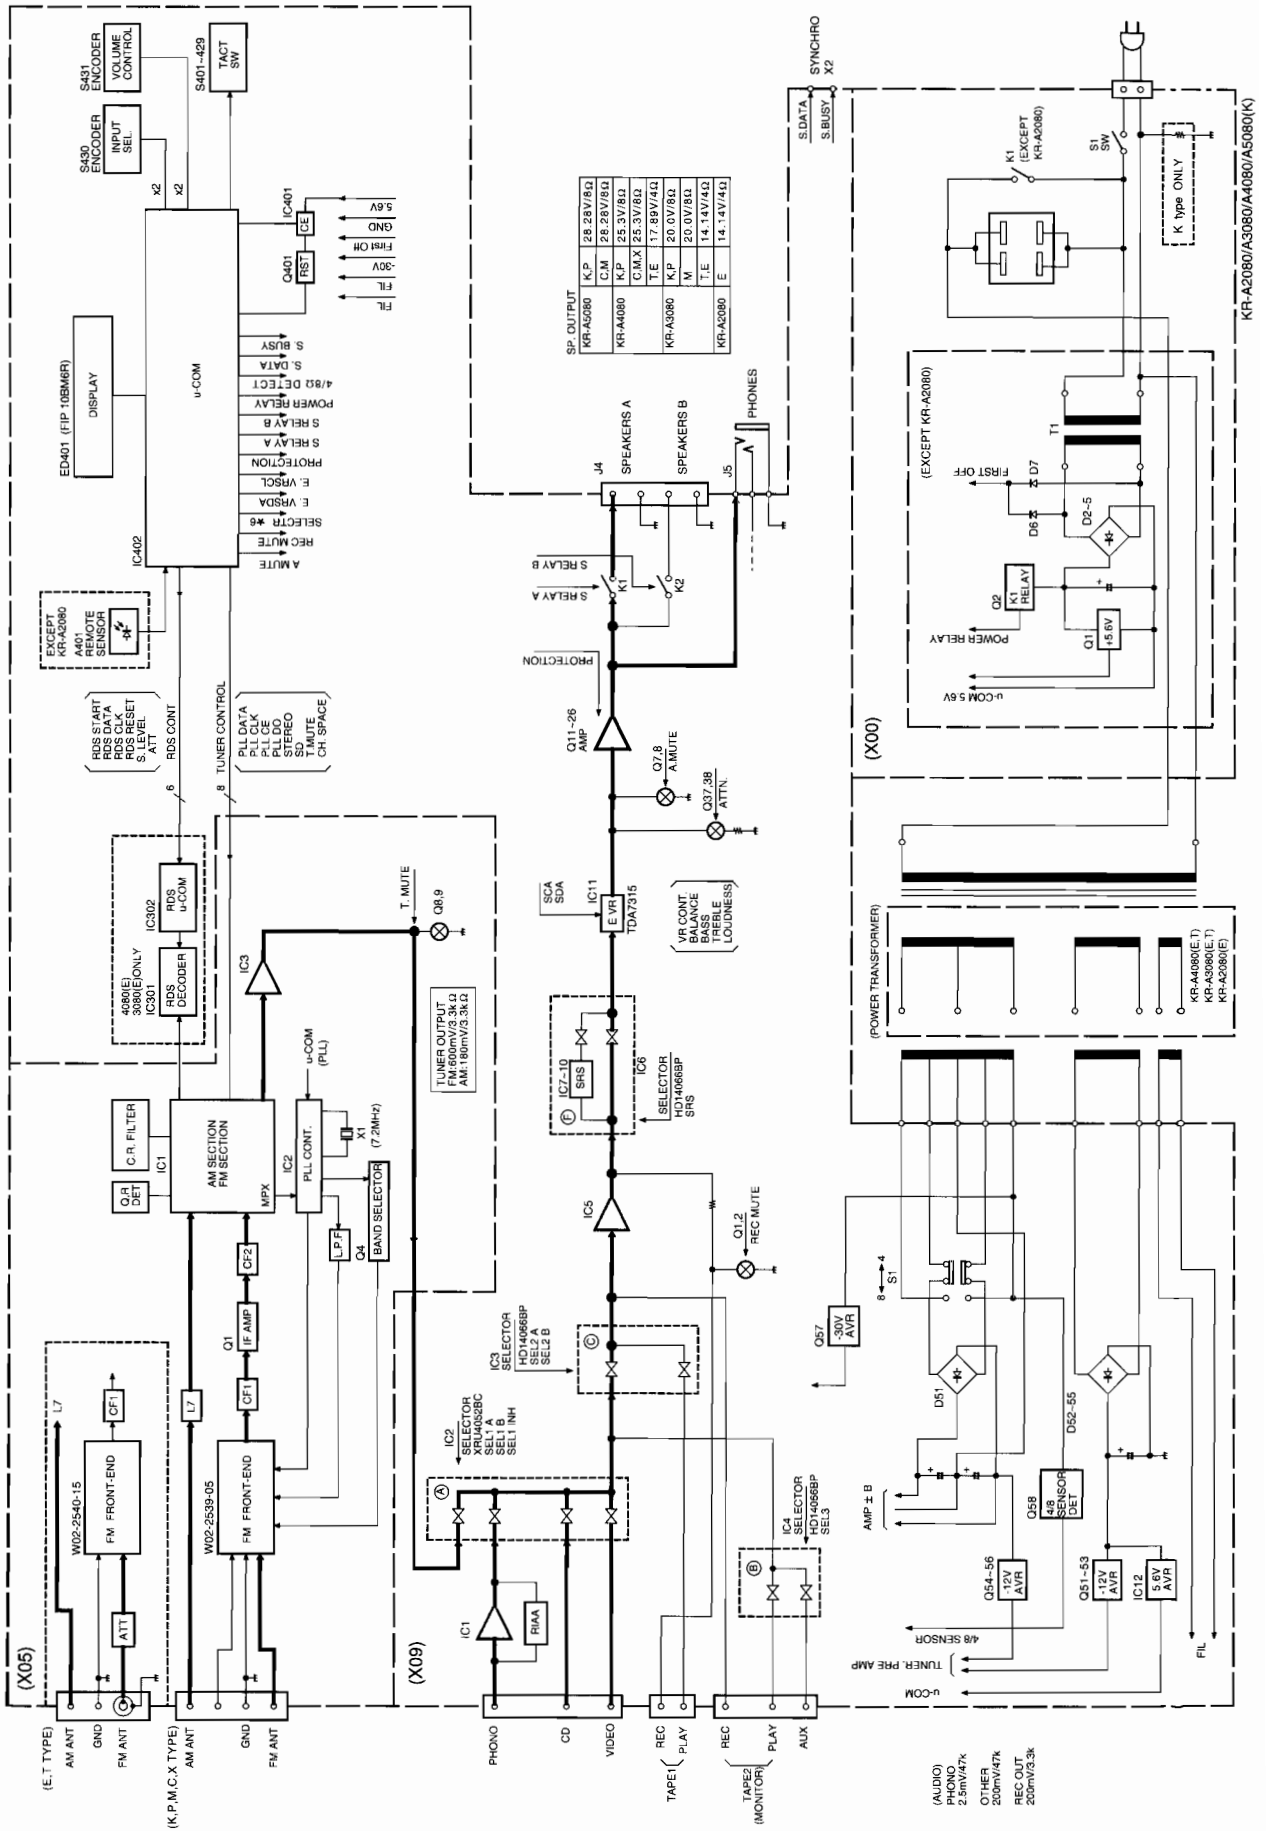 S431
ENCODER
VOLUME
CONTROL
S401~429
TACT
SW
S430
ENCODER
INPUT
SEL.
x2
x2
ED401 (FIP 10BM6R)
DISPLAY
u-COM
IC402
IC401
CE
Q401
RST
5.6V
GND
First Off
-30V
FIL
FIL
S. BUSY
S. DATA
4/8Ω DETECT
POWER RELAY
S RELAY B
S RELAY A
PROTECTION
E. VRSCL
E. VRSDA
SELECTR ★6
REC MUTE
A MUTE
EXCEPT
KR-A2080
A401
REMOTE
SENSOR
RDS START
RDS DATA
RDS CLK
RDS RESET
S. LEVEL
ATT
RDS CONT
6
TUNER CONTROL
8
PLL DATA
PLL CLK
PLL CE
PLL DO
STEREO
SD
T.MUTE
CH. SPACE
4080(E)
3080(E)ONLY
IC301
RDS
DECODER
IC302
RDS
u-COM
IC3
T. MUTE
Q8,9
TUNER OUTPUT
FM:600mV/3.3kΩ
AM:180mV/3.3kΩ
C.R. FILTER
Q,R
DET
IC1
AM SECTION
FM SECTION
MPX
IC2
PLL CONT.
u-COM
(PLL)
X1
(7.2MHz)
L.P.F
Q4
BAND SELECTOR
CF2
Q1
IF AMP
CF1
L7
L7
CF1
W02-2540-15
FM FRONT-END
W02-2539-05
FM FRONT-END
ATT
(X05)
(E,T TYPE)
AM ANT
GND
FM ANT
(K,P,M,C,X TYPE)
AM ANT
GND
FM ANT
(X09)
SYNCHRO
X2
S.DATA
S.BUSY
SP. OUTPUT
KR-A5080 K,P 28.28V/8Ω
C,M 28.28V/8Ω
KR-A4080 K,P 25.3V/8Ω
C,M,X 25.3V/8Ω
T,E 17.89V/4Ω
KR-A3080 K,P 20.0V/8Ω
M 20.0V/8Ω
T,E 14.14V/4Ω
KR-A2080 E 14.14V/4Ω
J4
SPEAKERS A
SPEAKERS B
J5
PHONES
S RELAY B
S RELAY A
K1
K2
PROTECTION
Q11~26
AMP
Q7,8
A.MUTE
Q37,38
ATTN.
SCA
SDA
IC11
E VR
TDA7315
VR CONT.
BALANCE
BASS
TREBLE
LOUDNESS
IC7~10
SRS
F
IC6
SELECTOR
HD14066BP
SRS
IC5
Q1,2
REC MUTE
IC3
SELECTOR
HD14066BP
SEL2 A
SEL2 B
C
IC2
SELECTOR
XRU4052BC
SEL1 A
SEL1 B
SEL1 INH
A
IC4
SELECTOR
HD14066BP
SEL3
B
IC1
RIAA
PHONO
CD
VIDEO
REC
PLAY
TAPE1
REC
PLAY
TAPE2
(MONITOR)
AUX
S1
SW
K1
(EXCEPT
KR-A2080)
K type ONLY
KR-A2080/A3080/A4080/A5080(K)
(EXCEPT KR-A2080)
T1
FIRST OFF
D7
D6
D2~5
Q2
K1
RELAY
POWER RELAY
Q1
+5.6V
u-COM 5.6V
(X00)
(POWER TRANSFORMER)
KR-A4080(E,T)
KR-A3080(E,T)
KR-A2080(E)
8
4
S1
Q57
-30V
AVR
D51
D52~55
AMP ± B
Q58
4/8
SENSOR
DET
Q54~56
-12V
AVR
Q51~53
-12V
AVR
IC12
5.6V
AVR
4/8 SENSOR
TUNER. PRE AMP
u-COM
FIL
(AUDIO)
PHONO
2.5mV/47k
OTHER
200mV/47k
REC OUT
200mV/3.3k